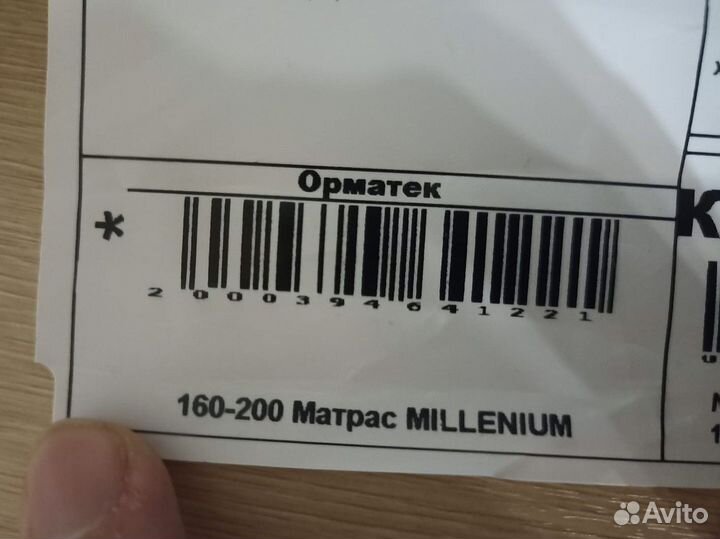 Орматек
*
2000394641221
160-200 Матрас MILLENIUM
К
Avito